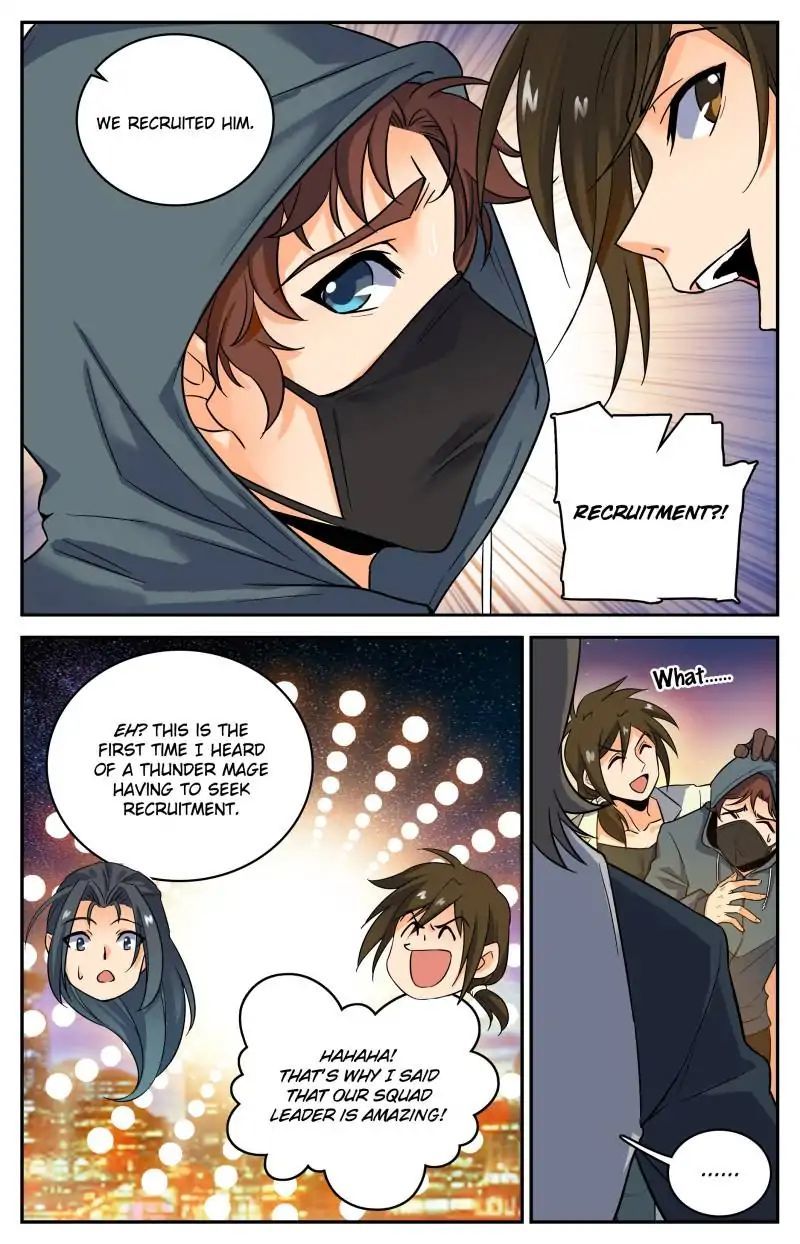 WE RECRUITED HIM.
RECRUITMENT?!
EH? THIS IS THE
FIRST TIME I HEARD
OF A THUNDER MAGE
HAVING TO SEEK
RECRUITMENT.
HAHAHA!
THAT'S WHY I SAID
THAT OUR SQUAD
LEADER IS AMAZING!
What......
......